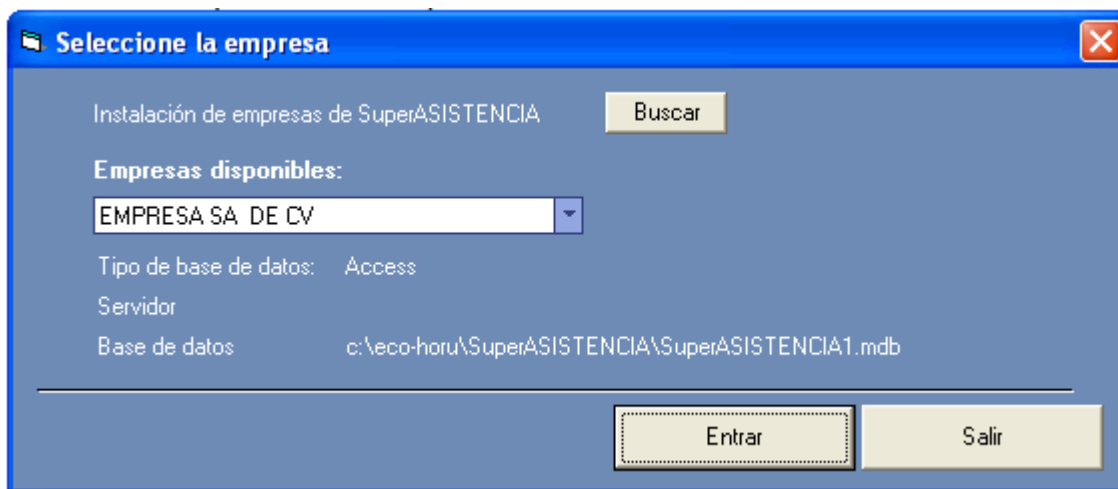 Seleccione la empresa
Instalación de empresas de SuperASISTENCIA Buscar
Empresas disponibles:
EMPRESA SA DE CV
Tipo de base de datos: Access
Servidor
Base de datos c:\eco-horu\SuperASISTENCIA\SuperASISTENCIA1.mdb
Entrar Salir